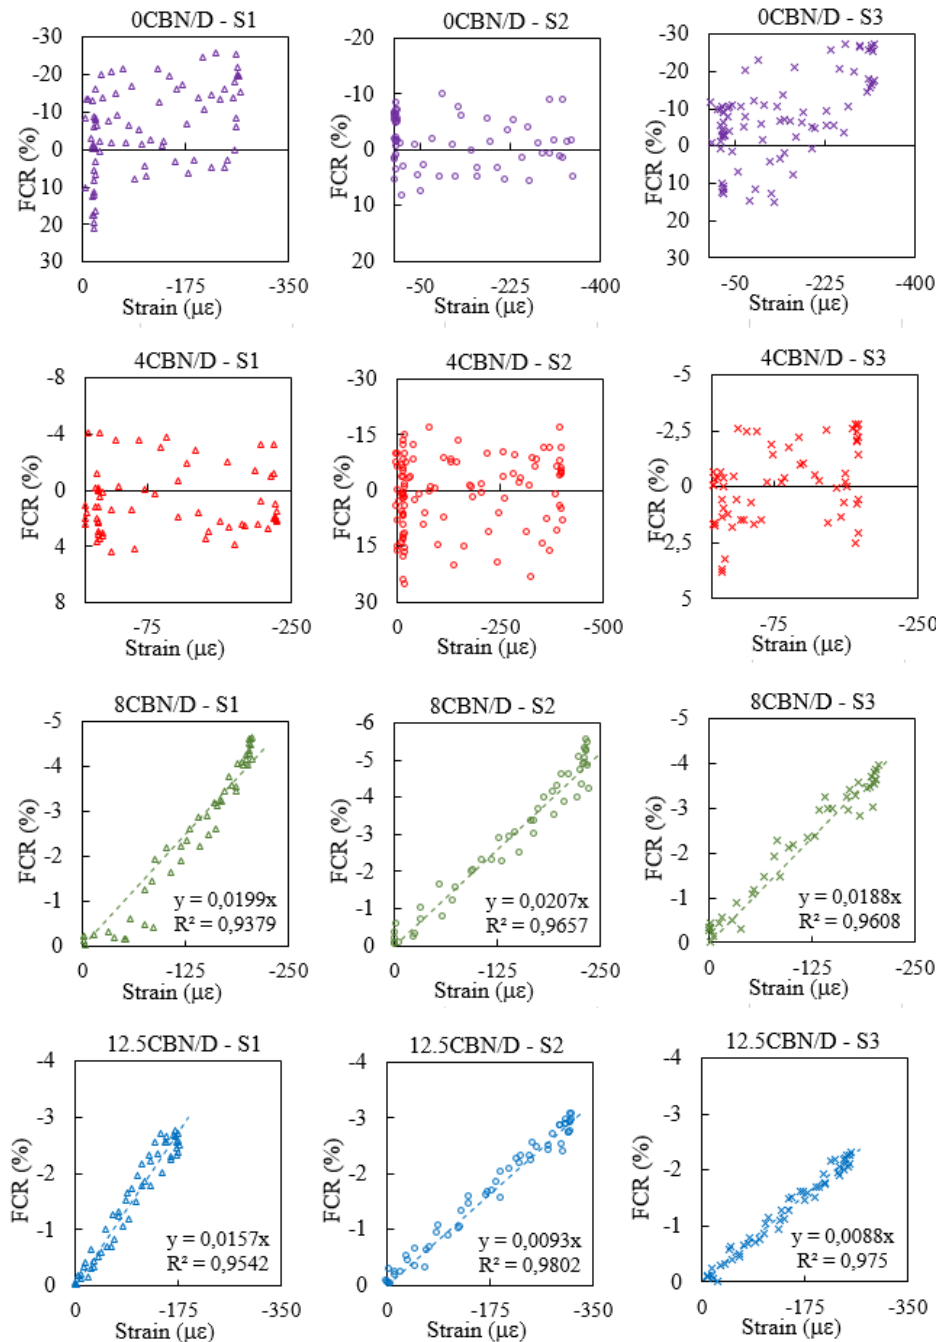 0CBN/D - S1
-30
-20
-10
0
10
20
30
FCR (%)
0
-175
-350
Strain (µε)
0CBN/D - S2
-20
-10
0
10
20
FCR (%)
-50
-225
-400
Strain (µε)
0CBN/D - S3
-30
-20
-10
0
10
20
30
FCR (%)
-50
-225
-400
Strain (µε)
4CBN/D - S1
-8
-4
0
4
8
FCR (%)
-75
-250
Strain (µε)
4CBN/D - S2
-30
-15
0
15
30
FCR (%)
0
-250
-500
Strain (µε)
4CBN/D - S3
-5
-2,5
0
2,5
5
FCR (%)
-75
-250
Strain (µε)
8CBN/D - S1
-5
-4
-3
-2
-1
0
FCR (%)
y = 0,0199x
R² = 0,9379
0
-125
-250
Strain (µε)
8CBN/D - S2
-6
-5
-4
-3
-2
-1
0
FCR (%)
y = 0,0207x
R² = 0,9657
0
-125
-250
Strain (µε)
8CBN/D - S3
-5
-4
-3
-2
-1
0
FCR (%)
y = 0,0188x
R² = 0,9608
0
-125
-250
Strain (µε)
12.5CBN/D - S1
-4
-3
-2
-1
0
FCR (%)
y = 0,0157x
R² = 0,9542
0
-175
-350
Strain (µε)
12.5CBN/D - S2
-4
-3
-2
-1
0
FCR (%)
y = 0,0093x
R² = 0,9802
0
-175
-350
Strain (µε)
12.5CBN/D - S3
-4
-3
-2
-1
0
FCR (%)
y = 0,0088x
R² = 0,975
0
-175
-350
Strain (µε)